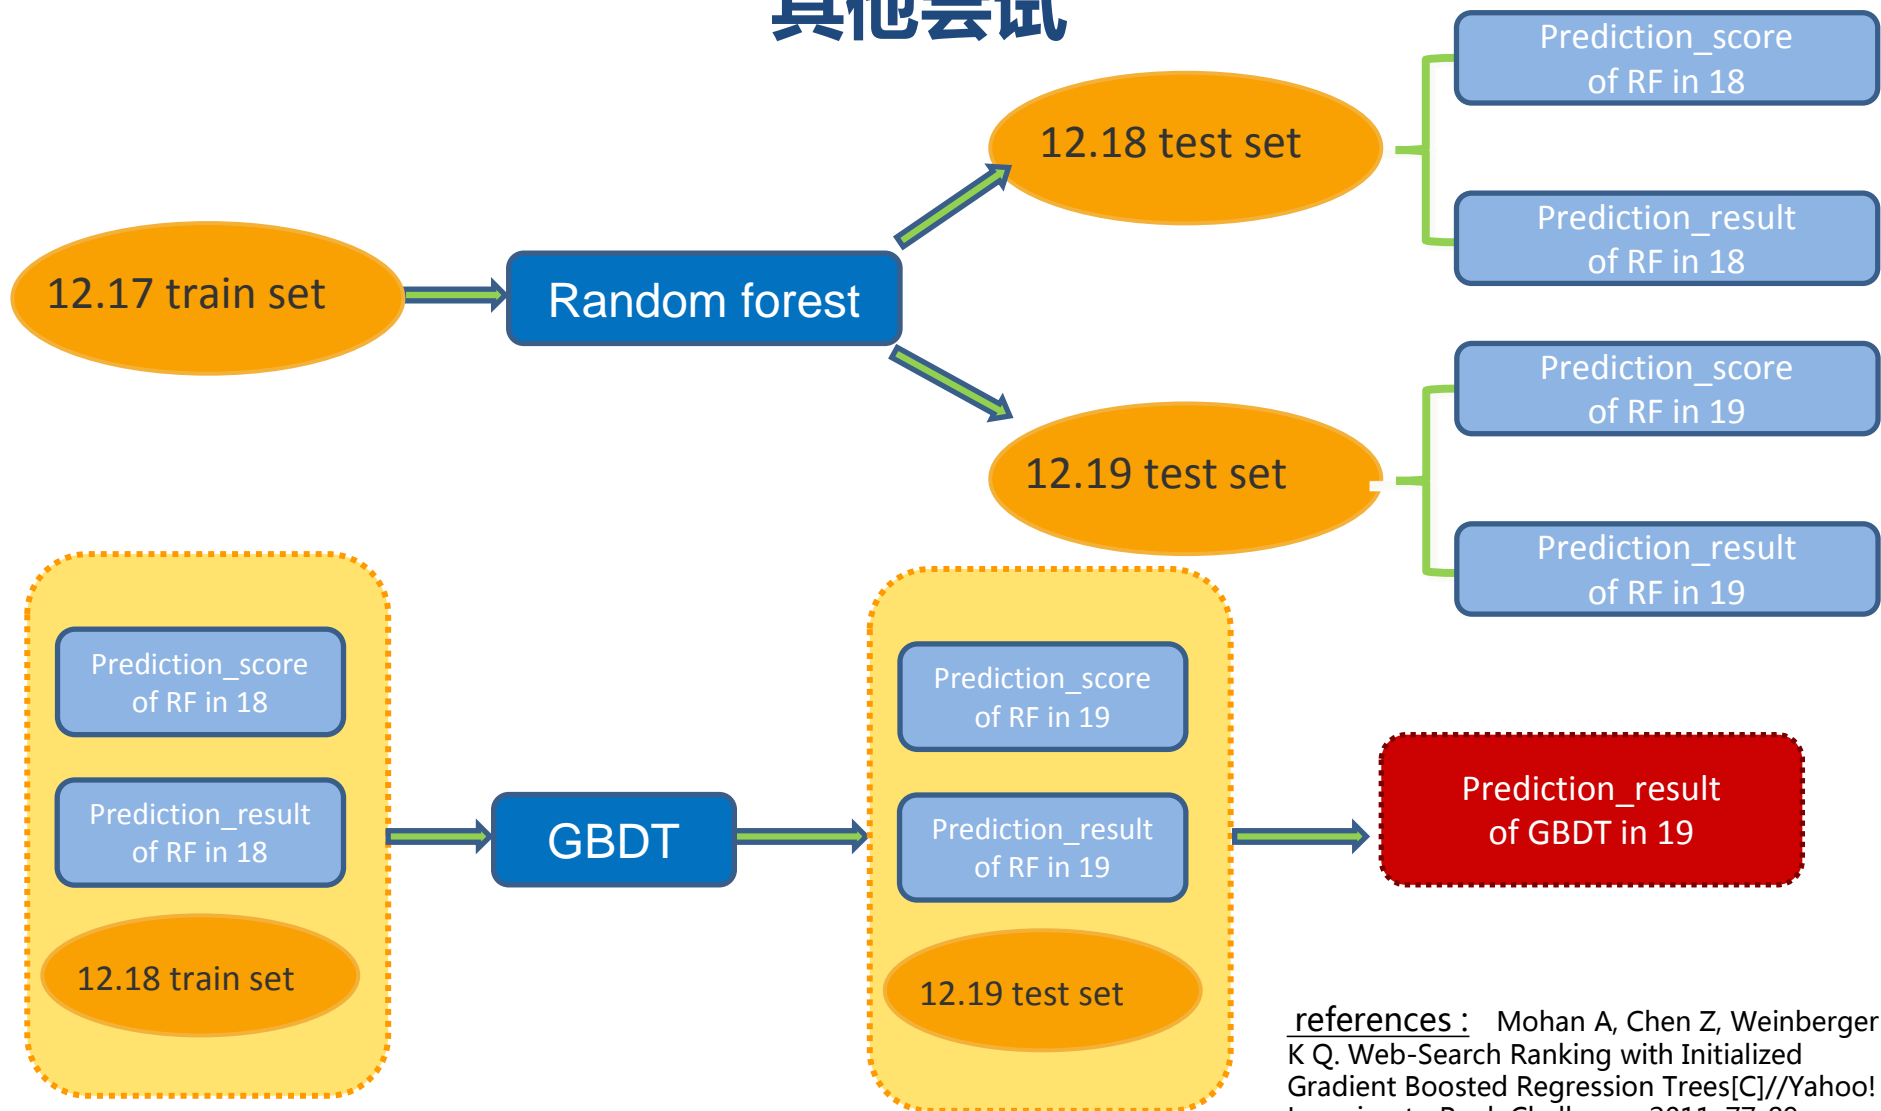 其他尝试
Prediction_score
of RF in 18
12.18 test set
Prediction_result
of RF in 18
12.17 train set
Random forest
Prediction_score
of RF in 19
12.19 test set
Prediction_result
of RF in 19
Prediction_score
of RF in 18
Prediction_result
of RF in 18
12.18 train set
GBDT
Prediction_score
of RF in 19
Prediction_result
of RF in 19
12.19 test set
Prediction_result
of GBDT in 19
references : Mohan A, Chen Z, Weinberger
K Q. Web-Search Ranking with Initialized
Gradient Boosted Regression Trees[C]//Yahoo!